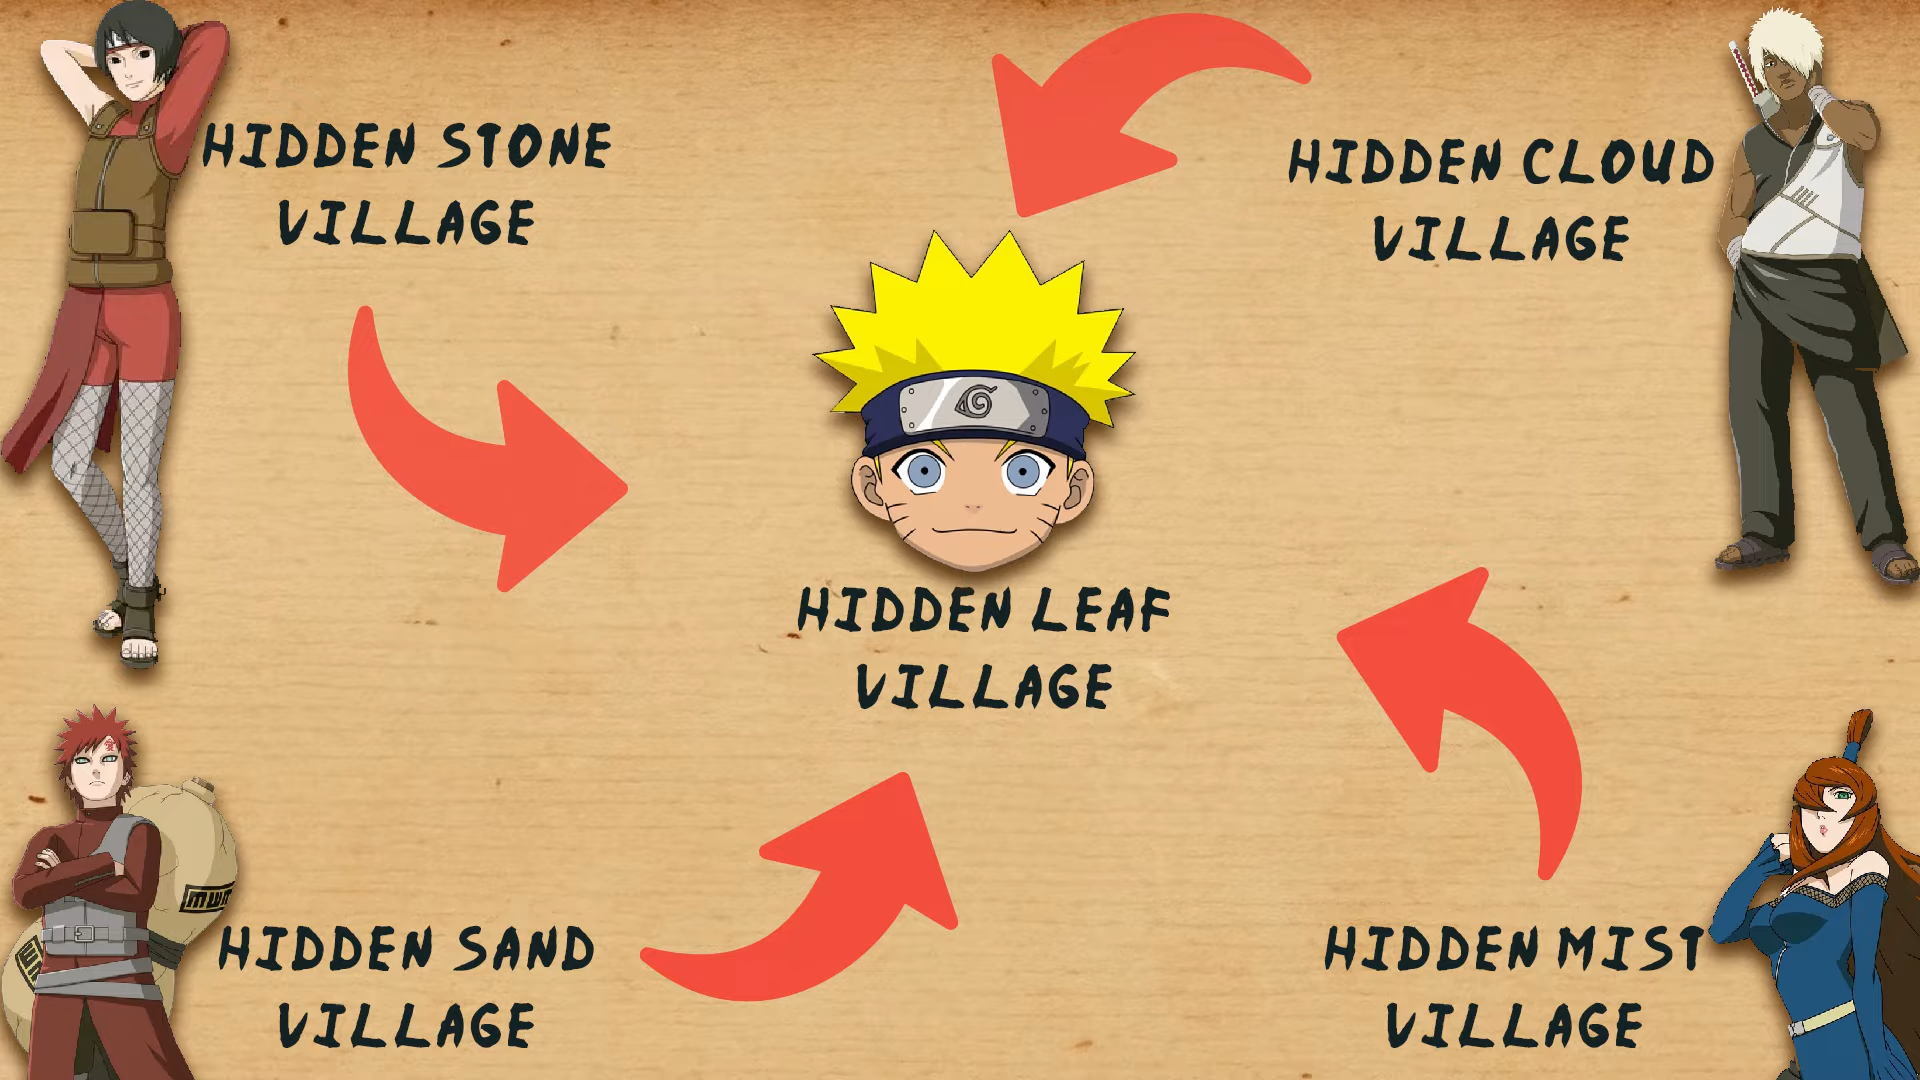 HIDDEN STONE
VILLAGE
HIDDEN CLOUD
VILLAGE
HIDDEN LEAF
VILLAGE
HIDDEN SAND
VILLAGE
HIDDEN MIST
VILLAGE